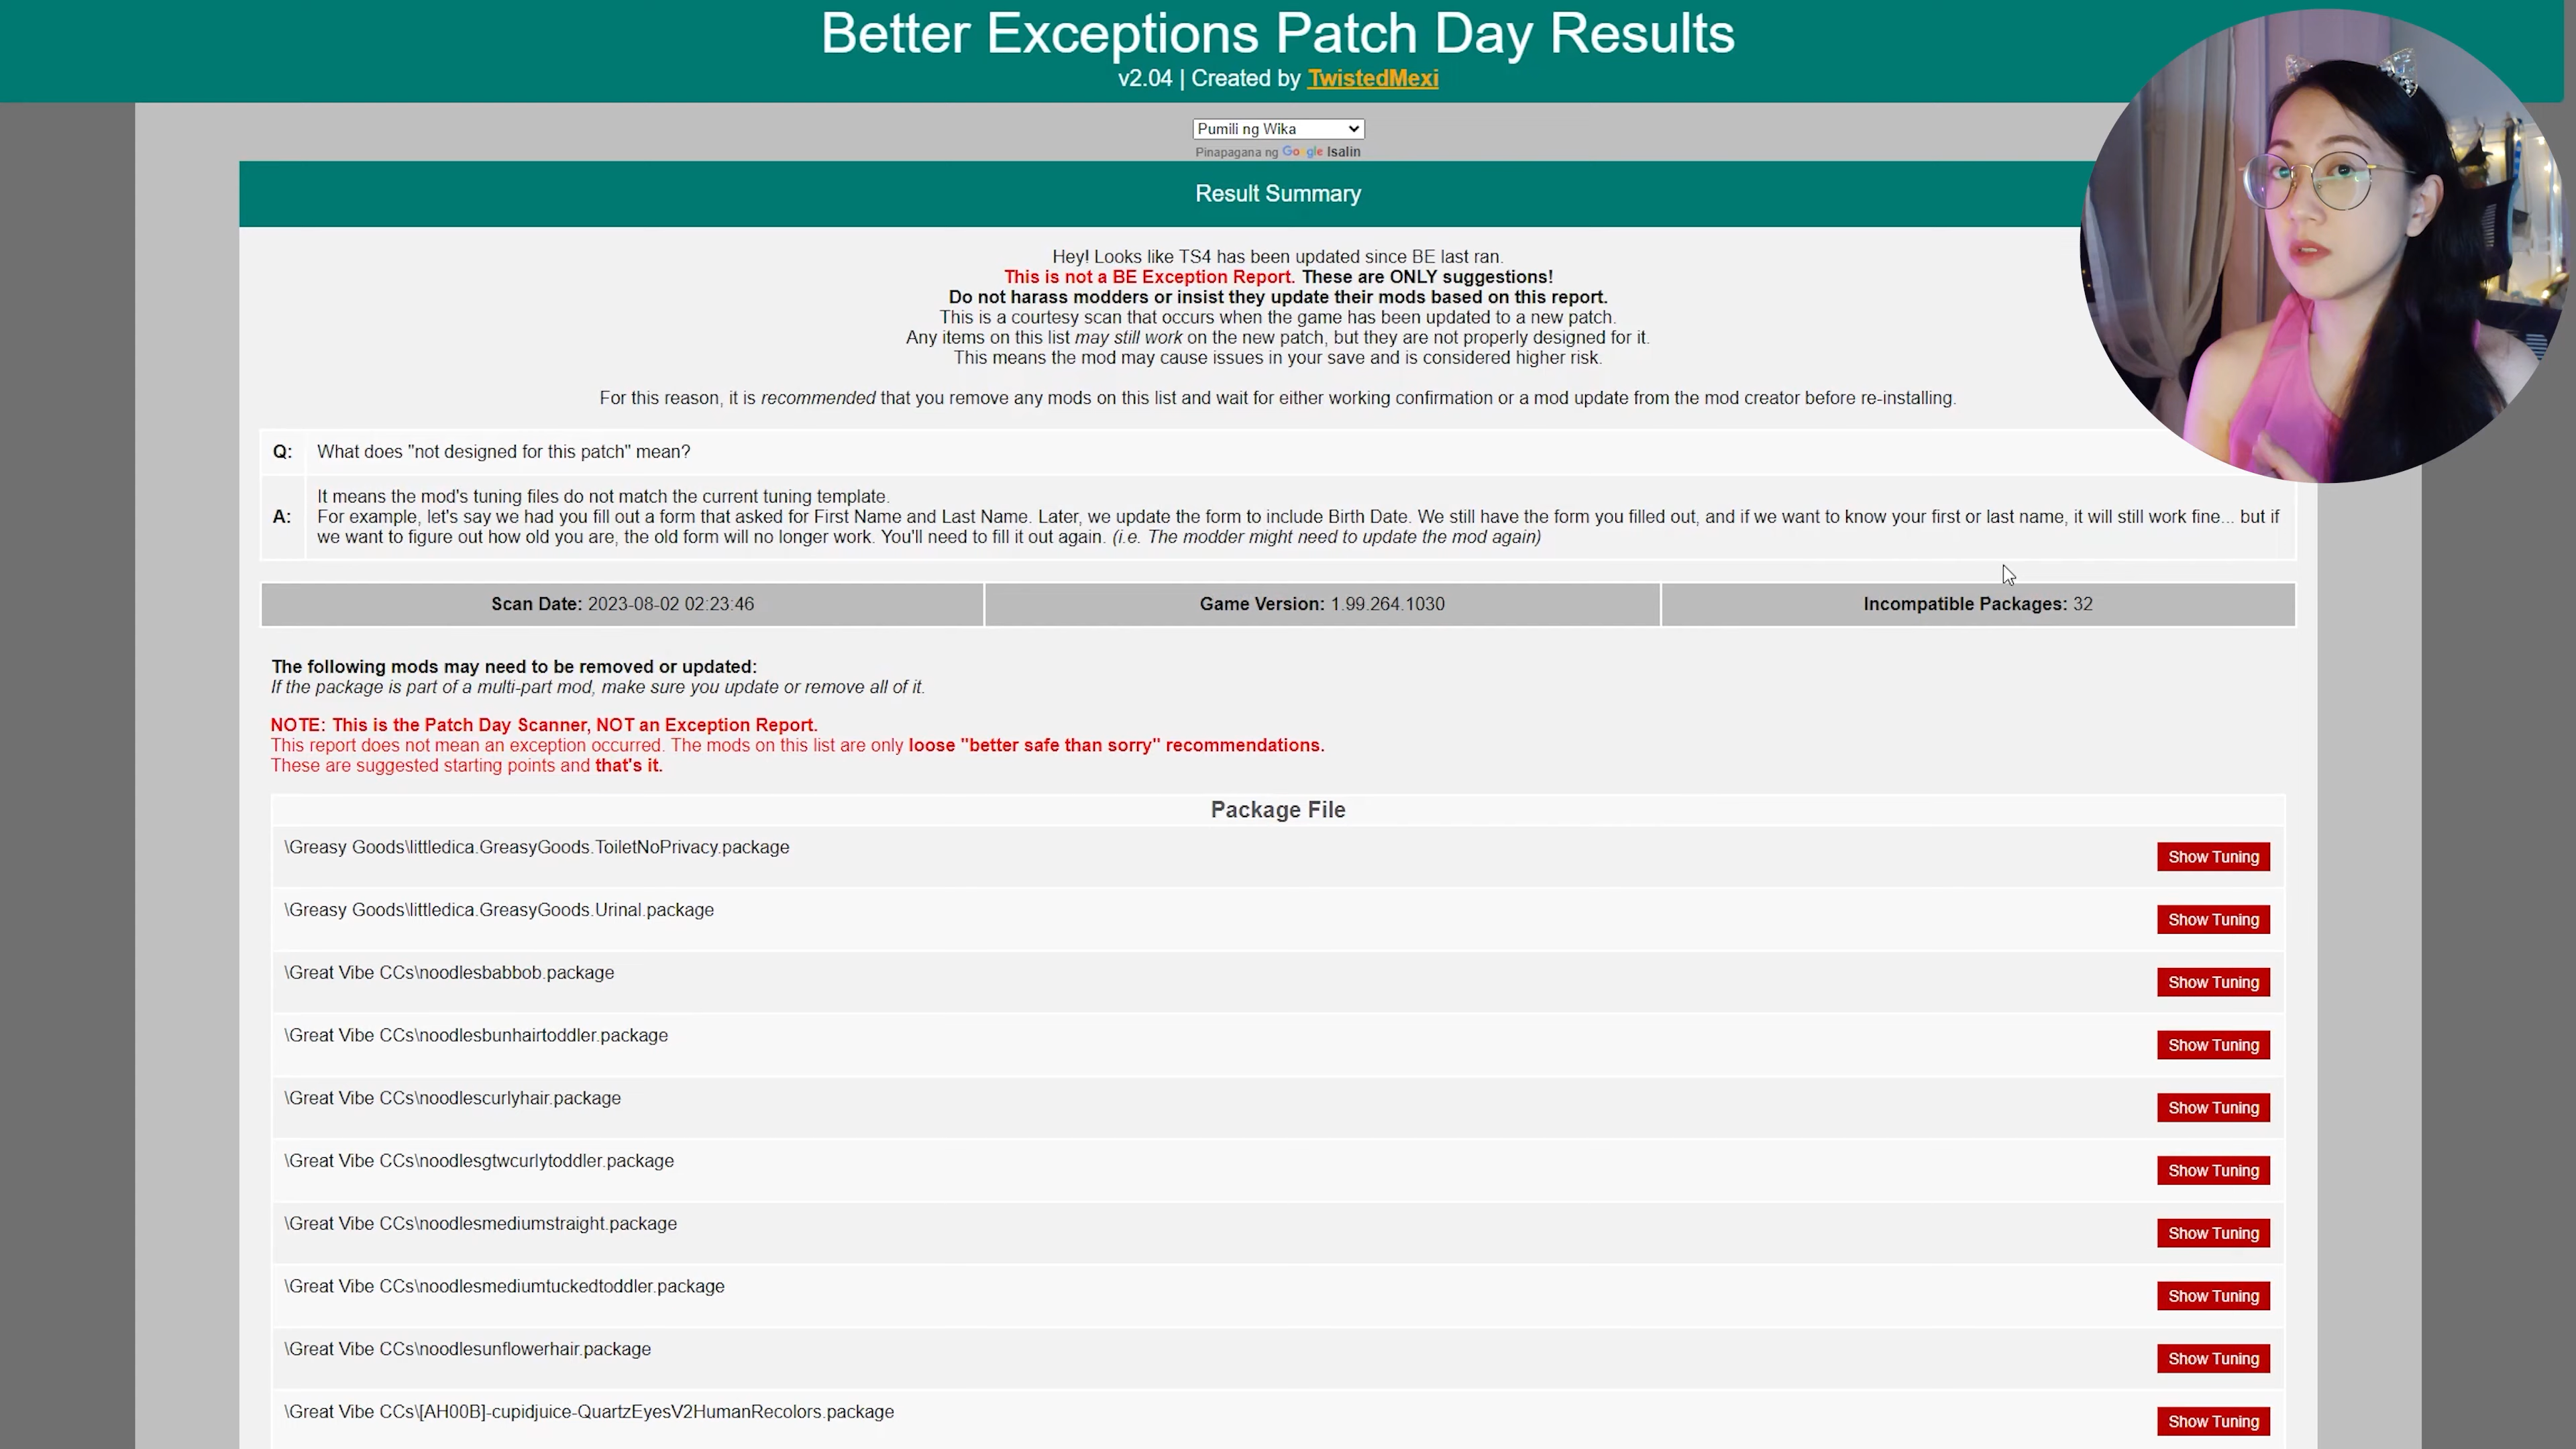 Better Exceptions Patch Day Results
v2.04 | Created by TwistedMexi
Pumili ng Wika
Pinapagana ng Google Isalin
Result Summary
Hey! Looks like TS4 has been updated since BE last ran.
This is not a BE Exception Report. These are ONLY suggestions!
Do not harass modders or insist they update their mods based on this report.
This is a courtesy scan that occurs when the game has been updated to a new patch.
Any items on this list may still work on the new patch, but they are not properly designed for it.
This means the mod may cause issues in your save and is considered higher risk.
For this reason, it is recommended that you remove any mods on this list and wait for either working confirmation or a mod update from the mod creator before re-installing.
Q: What does "not designed for this patch" mean?
It means the mod's tuning files do not match the current tuning template.
A: For example, let's say we had you fill out a form that asked for First Name and Last Name. Later, we update the form to include Birth Date. We still have the form you filled out, and if we want to know your first or last name, it will still work fine... but if
we want to figure out how old you are, the old form will no longer work. You'll need to fill it out again. (i.e. The modder might need to update the mod again)
Scan Date: 2023-08-02 02:23:46 Game Version: 1.99.264.1030 Incompatible Packages: 32
The following mods may need to be removed or updated:
If the package is part of a multi-part mod, make sure you update or remove all of it.
NOTE: This is the Patch Day Scanner, NOT an Exception Report.
This report does not mean an exception occurred. The mods on this list are only loose "better safe than sorry" recommendations.
These are suggested starting points and that's it.
Package File
\Greasy Goods\littledica.GreasyGoods.ToiletNoPrivacy.package Show Tuning
\Greasy Goods\littledica.GreasyGoods.Urinal.package Show Tuning
\Great Vibe CCs\noodlesbabbob.package Show Tuning
\Great Vibe CCs\noodlesbunhairtoddler.package Show Tuning
\Great Vibe CCs\noodlescurlyhair.package Show Tuning
\Great Vibe CCs\noodlesgtwcurlytoddler.package Show Tuning
\Great Vibe CCs\noodlesmediumstraight.package Show Tuning
\Great Vibe CCs\noodlesmediumtuckedtoddler.package Show Tuning
\Great Vibe CCs\noodlesunflowerhair.package Show Tuning
\Great Vibe CCs\[AH00B]-cupidjuice-QuartzEyesV2HumanRecolors.package Show Tuning